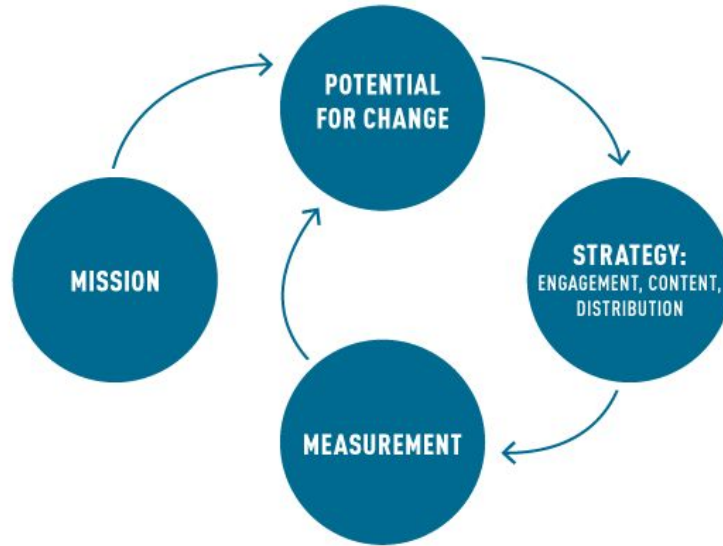 POTENTIAL
FOR CHANGE
MISSION
STRATEGY:
ENGAGEMENT, CONTENT,
DISTRIBUTION
MEASUREMENT